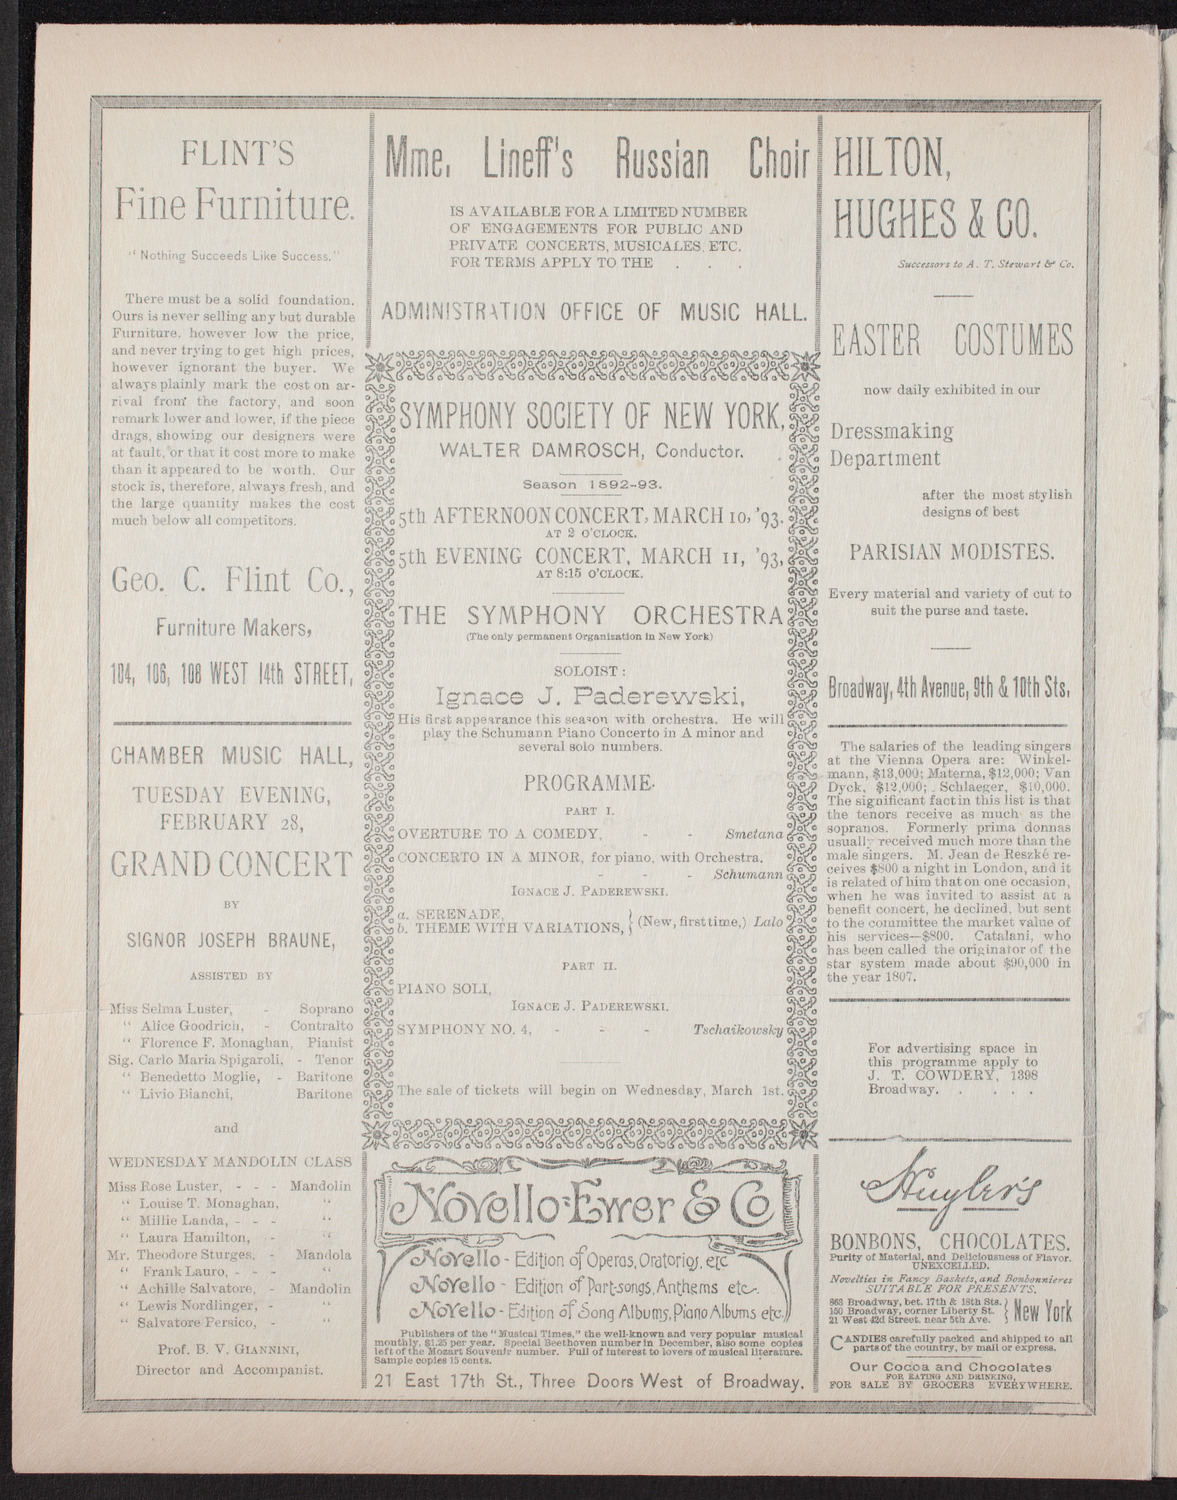 FLINT'S
Fine Furniture.
"Nothing Succeeds Like Success."
There must be a solid foundation.
Ours is never selling any but durable
Furniture, however low the price,
and never trying to get high prices,
however ignorant the buyer. We
always plainly mark the cost on ar-
rival from the factory, and soon
remark lower and lower, if the piece
drags, showing our designers were
at fault, or that it cost more to make
than it appeared to be worth. Our
stock is, therefore, always fresh, and
the large quantity makes the cost
much below all competitors.
Geo. C. Flint Co.,
Furniture Makers,
104, 106, 108 WEST 14th STREET,
CHAMBER MUSIC HALL,
TUESDAY EVENING,
FEBRUARY 28,
GRAND CONCERT
BY
SIGNOR JOSEPH BRAUNE,
ASSISTED BY
Miss Selma Luster, - Soprano
" Alice Goodrich, - Contralto
" Florence F. Monaghan, Pianist
Sig. Carlo Maria Spigaroli, - Tenor
" Benedetto Moglie, - Baritone
" Livio Bianchi, Baritone
and
WEDNESDAY MANDOLIN CLASS
Miss Rose Luster, - - - Mandolin
" Louise T. Monaghan, "
" Millie Landa, - - - "
" Laura Hamilton, - "
Mr. Theodore Sturges, - Mandola
" Frank Lauro, - - - "
" Achille Salvatore, - Mandolin
" Lewis Nordlinger, - "
" Salvatore Fersico, - "
Prof. B. V. GIANNINI,
Director and Accompanist.
Mme. Lineff's Russian Choir
IS AVAILABLE FOR A LIMITED NUMBER
OF ENGAGEMENTS FOR PUBLIC AND
PRIVATE CONCERTS, MUSICALES, ETC.
FOR TERMS APPLY TO THE . . .
ADMINISTRATION OFFICE OF MUSIC HALL.
SYMPHONY SOCIETY OF NEW YORK,
WALTER DAMROSCH, Conductor.
Season 1892-93.
5th AFTERNOON CONCERT, MARCH 10, '93.
AT 2 O'CLOCK.
5th EVENING CONCERT, MARCH 11, '93,
AT 8:15 O'CLOCK.
THE SYMPHONY ORCHESTRA
(The only permanent Organization in New York)
SOLOIST:
Ignace J. Paderewski,
His first appearance this season with orchestra. He will
play the Schumann Piano Concerto in A minor and
several solo numbers.
PROGRAMME.
PART I.
OVERTURE TO A COMEDY, - - Smetana
CONCERTO IN A MINOR, for piano, with Orchestra.
- - - Schumann
IGNACE J. PADEREWSKI.
a. SERENADE,
b. THEME WITH VARIATIONS, } (New, first time,) Lalo
PART II.
PIANO SOLI,
IGNACE J. PADEREWSKI.
SYMPHONY NO. 4, - - - Tschaikowsky
The sale of tickets will begin on Wednesday, March 1st.
Novello-Ewer & Co
Novello - Edition of Operas, Oratorios, etc
Novello - Edition of Part-songs, Anthems etc.
Novello - Edition of Song Albums, Piano Albums etc.
Publishers of the "Musical Times," the well-known and very popular musical
monthly, $1.25 per year. Special Beethoven number in December, also some copies
left of the Mozart Souvenir number. Full of interest to lovers of musical literature.
Sample copies 15 cents.
21 East 17th St., Three Doors West of Broadway.
HILTON,
HUGHES & CO.
Successors to A. T. Stewart & Co.
EASTER COSTUMES
now daily exhibited in our
Dressmaking
Department
after the most stylish
designs of best
PARISIAN MODISTES.
Every material and variety of cut to
suit the purse and taste.
Broadway, 4th Avenue, 9th & 10th Sts.
The salaries of the leading singers
at the Vienna Opera are: Winkel-
mann, $13,000; Materna, $12,000; Van
Dyck, $12,000; Schlaeger, $10,000.
The significant fact in this list is that
the tenors receive as much as the
sopranos. Formerly prima donnas
usually received much more than the
male singers. M. Jean de Reszké re-
ceives $800 a night in London, and it
is related of him that on one occasion,
when he was invited to assist at a
benefit concert, he declined, but sent
to the committee the market value of
his services—$800. Catalani, who
has been called the originator of the
star system made about $90,000 in
the year 1807.
For advertising space in
this programme apply to
J. T. COWDERY, 1398
Broadway. . . . .
Huyler's
BONBONS, CHOCOLATES.
Purity of Material, and Deliciousness of Flavor.
UNEXCELLED.
Novelties in Fancy Baskets, and Bonbonnieres
SUITABLE FOR PRESENTS.
863 Broadway, bet. 17th & 18th Sts.
150 Broadway, corner Liberty St.
21 West 42d Street, near 5th Ave. } New York
CANDIES carefully packed and shipped to all
parts of the country, by mail or express.
Our Cocoa and Chocolates
FOR EATING AND DRINKING,
FOR SALE BY GROCERS EVERYWHERE.